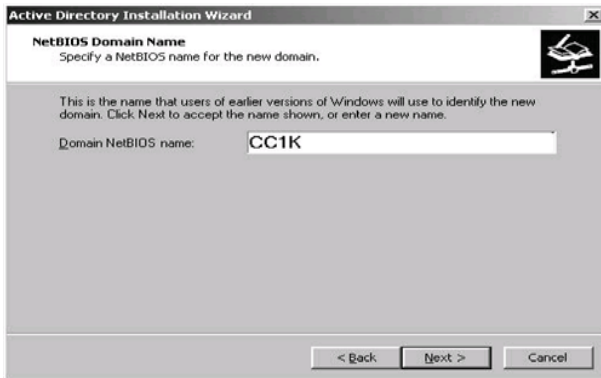 Active Directory Installation Wizard
NetBIOS Domain Name
Specify a NetBIOS name for the new domain.
This is the name that users of earlier versions of Windows will use to identify the new
domain. Click Next to accept the name shown, or enter a new name.
Domain NetBIOS name: CC1K
< Back Next > Cancel